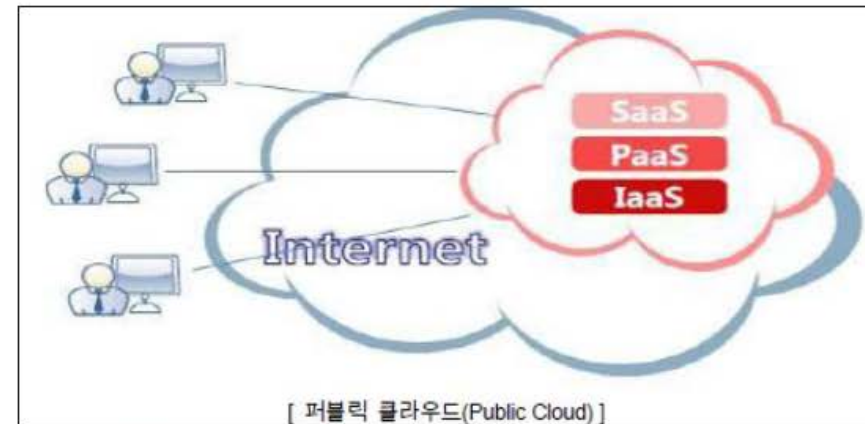 SaaS
PaaS
IaaS
Internet
[ 퍼블릭 클라우드(Public Cloud) ]